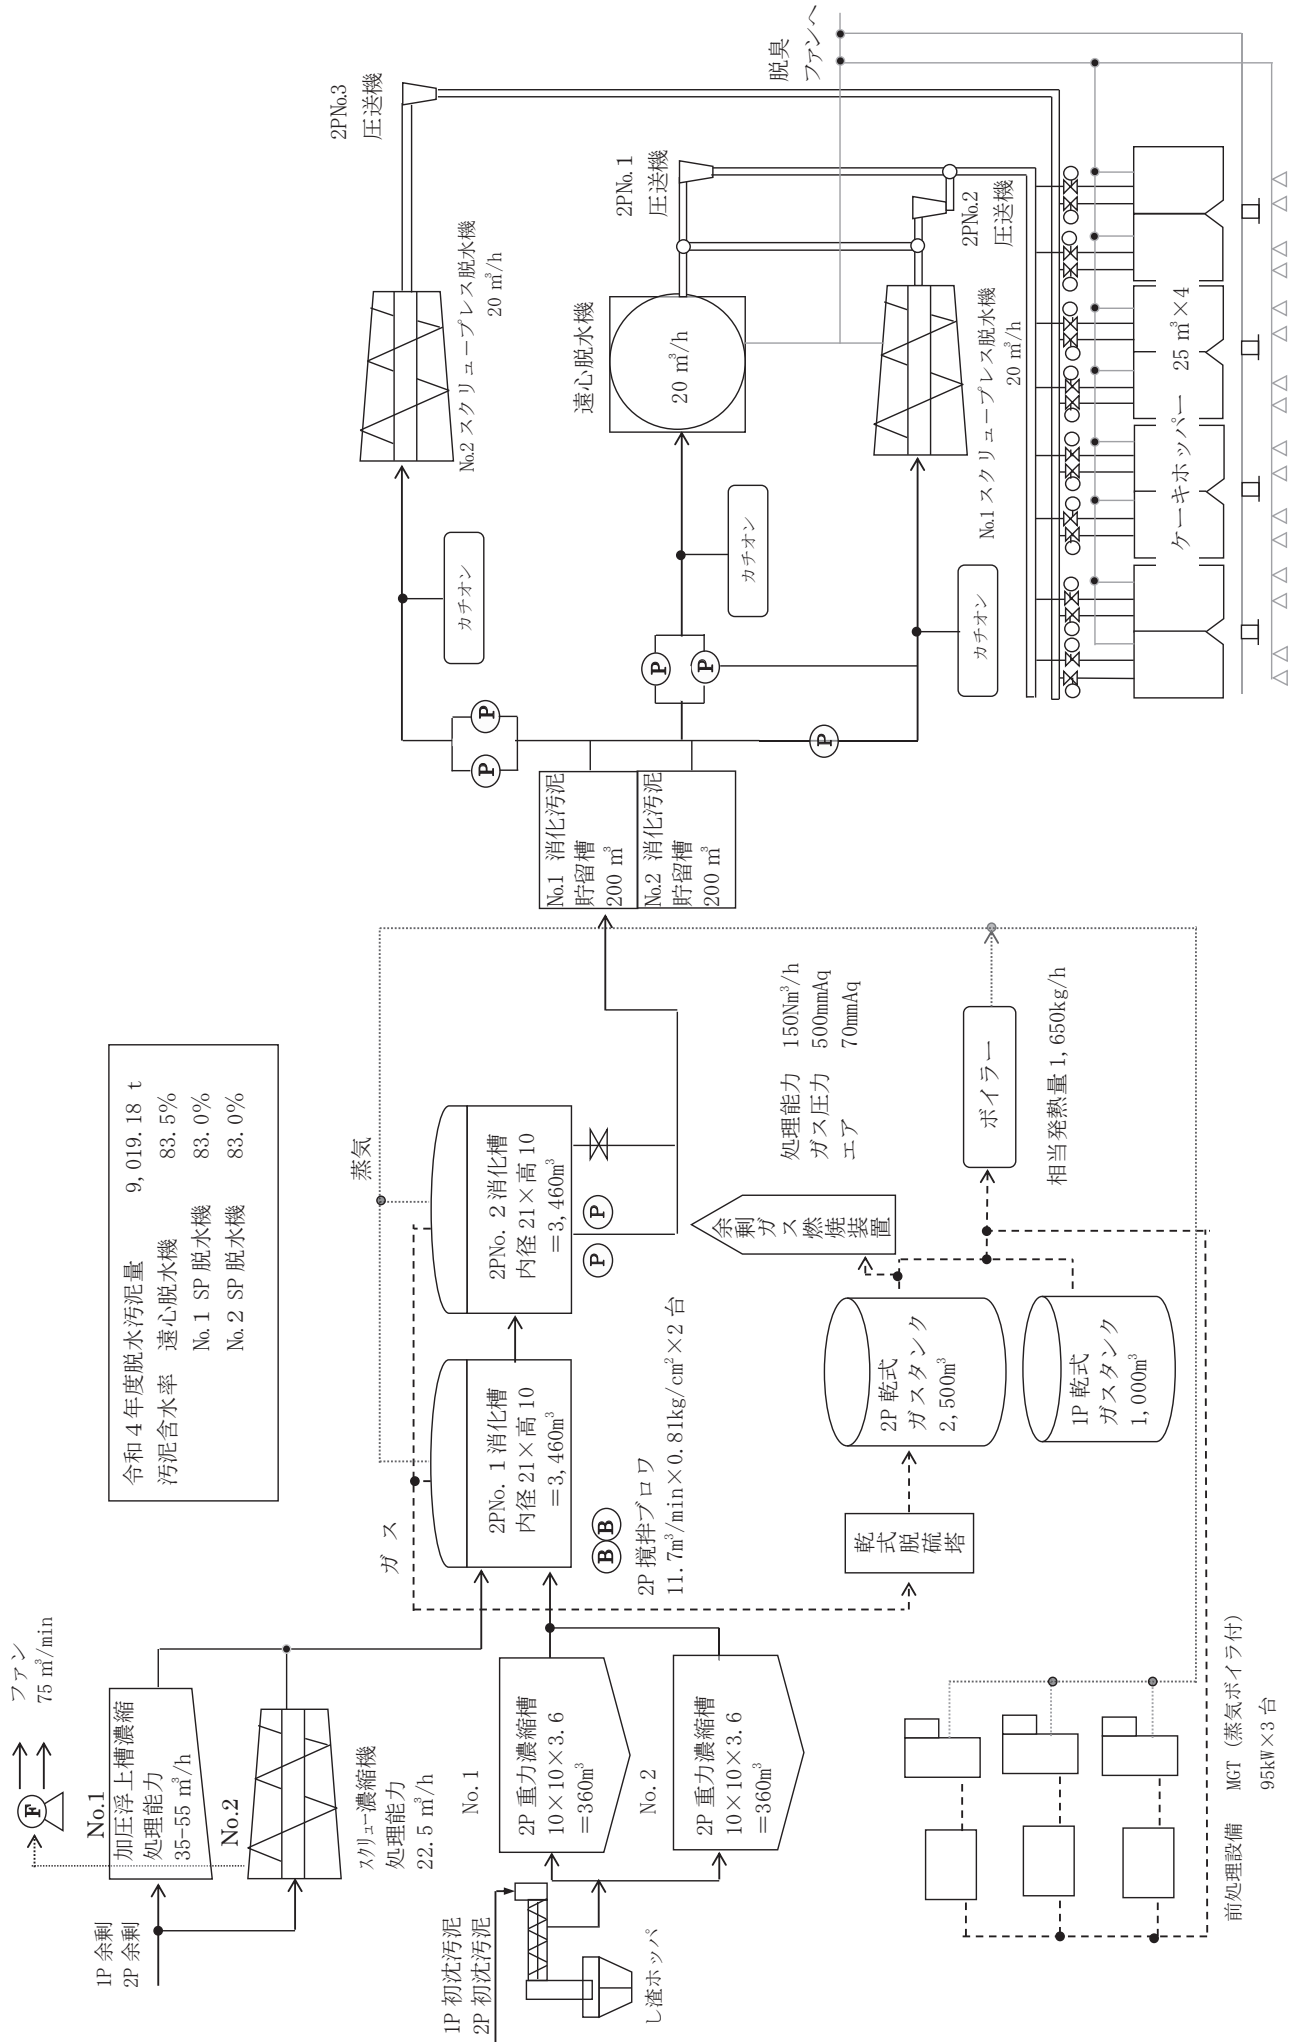 1P 余剰
2P 余剰
ファン
75 ㎥/min
F
No.1
加圧浮上槽濃縮
処理能力
35-55 ㎥/h
No.2
スクリュー濃縮機
処理能力
22.5 ㎥/h
1P 初沈汚泥
2P 初沈汚泥
し渣ホッパ
No.1
2P 重力濃縮槽
10×10×3.6
=360m³
No.2
2P 重力濃縮槽
10×10×3.6
=360m³
令和４年度脱水汚泥量 9,019.18 t
汚泥含水率 遠心脱水機 83.5%
No.1 SP 脱水機 83.0%
No.2 SP 脱水機 83.0%
ガス
蒸気
2PNo.1 消化槽
内径 21×高 10
=3,460m³
2PNo.2 消化槽
内径 21×高 10
=3,460m³
B
B
2P 撹拌ブロワ
11.7m³/min×0.81kg/cm²×2 台
P
P
乾式脱硫塔
2P 乾式
ガスタンク
2,500m³
1P 乾式
ガスタンク
1,000m³
余剰ガス燃焼装置
処理能力 150Nm³/h
ガス圧力 500mmAq
エア 70mmAq
ボイラー
相当発熱量 1,650kg/h
前処理設備
MGT (蒸気ボイラ付)
95kW×3 台
No.1 消化汚泥
貯留槽
200 ㎥
No.2 消化汚泥
貯留槽
200 ㎥
P
P
P
P
P
カチオン
カチオン
カチオン
No.2 スクリュープレス脱水機
20 ㎥/h
遠心脱水機
20 ㎥/h
No.1 スクリュープレス脱水機
20 ㎥/h
2PNo.3
圧送機
2PNo.1
圧送機
2PNo.2
圧送機
脱臭
ファンへ
ケーキホッパー 25 ㎥×4